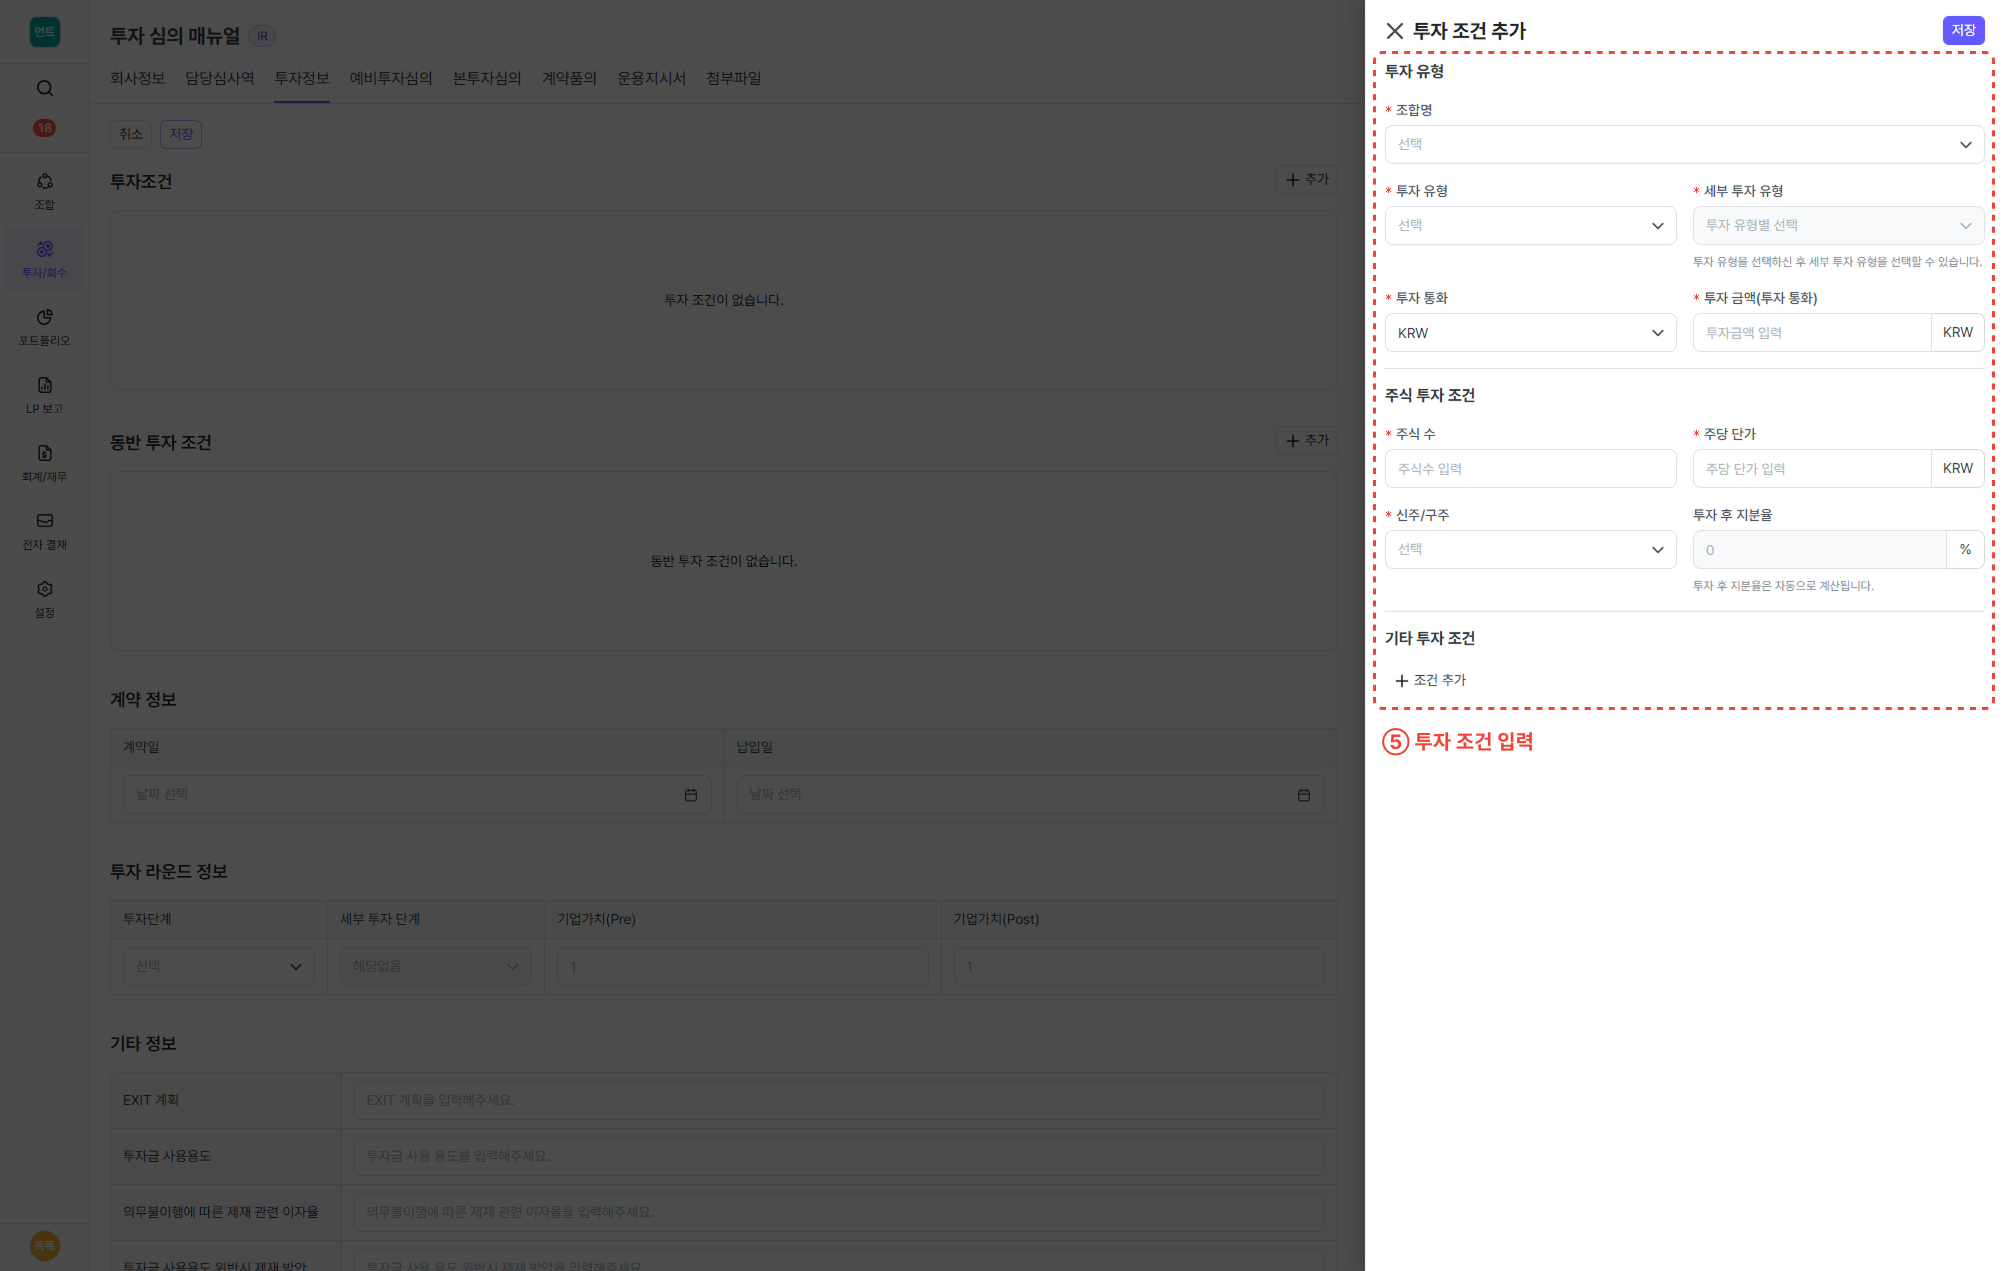 먼트
18
조합
투자/회수
포트폴리오
LP 보고
회계/재무
전자 결재
설정
똑똑
투자 심의 매뉴얼 IR
회사정보 담당심사역 투자정보 예비투자심의 본투자심의 계약품의 운용지시서 첨부파일
취소 저장
투자조건 추가
투자 조건이 없습니다.
동반 투자 조건 추가
동반 투자 조건이 없습니다.
계약 정보
계약일 납입일
날짜 선택 날짜 선택
투자 라운드 정보
투자단계 세부 투자 단계 기업가치(Pre) 기업가치(Post)
선택 해당없음 1 1
기타 정보
EXIT 계획 EXIT 계획을 입력해주세요.
투자금 사용용도 투자금 사용 용도를 입력해주세요.
의무불이행에 따른 제재 관련 이자율 의무불이행에 따른 제재 관련 이자율을 입력해주세요.
투자금 사용용도 위반시 제재 방안 투자금 사용 용도 위반시 제재 방안을 입력해주세요.
투자 조건 추가 저장
투자 유형
* 조합명
선택
* 투자 유형 * 세부 투자 유형
선택 투자 유형별 선택
투자 유형을 선택하신 후 세부 투자 유형을 선택할 수 있습니다.
* 투자 통화 * 투자 금액(투자 통화)
KRW 투자금액 입력 KRW
주식 투자 조건
* 주식 수 * 주당 단가
주식수 입력 주당 단가 입력 KRW
* 신주/구주 투자 후 지분율
선택 0 %
투자 후 지분율은 자동으로 계산됩니다.
기타 투자 조건
조건 추가
⑤ 투자 조건 입력